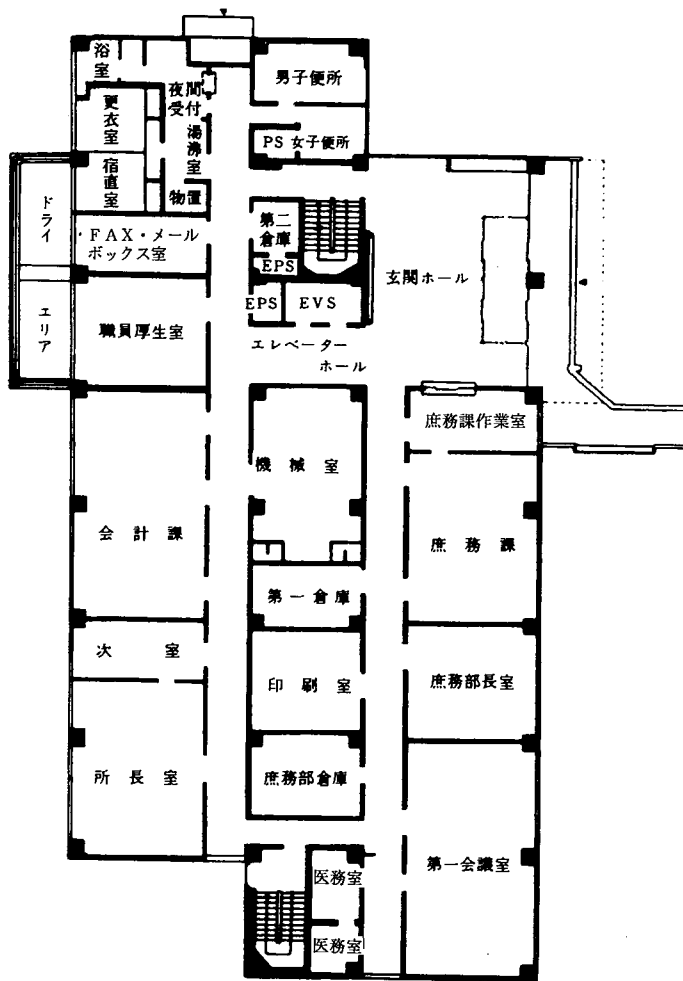 浴室
夜間
受付
男子便所
更衣室
湯沸室
PS 女子便所
宿直室
物置
ドライ
エリア
・FAX・メール
ボックス室
第二
倉庫
EPS
玄関ホール
EPS
EVS
職員厚生室
エレベーター
ホール
庶務課作業室
機械室
会計課
庶務課
第一倉庫
次室
印刷室
庶務部長室
所長室
庶務部倉庫
第一会議室
医務室
医務室